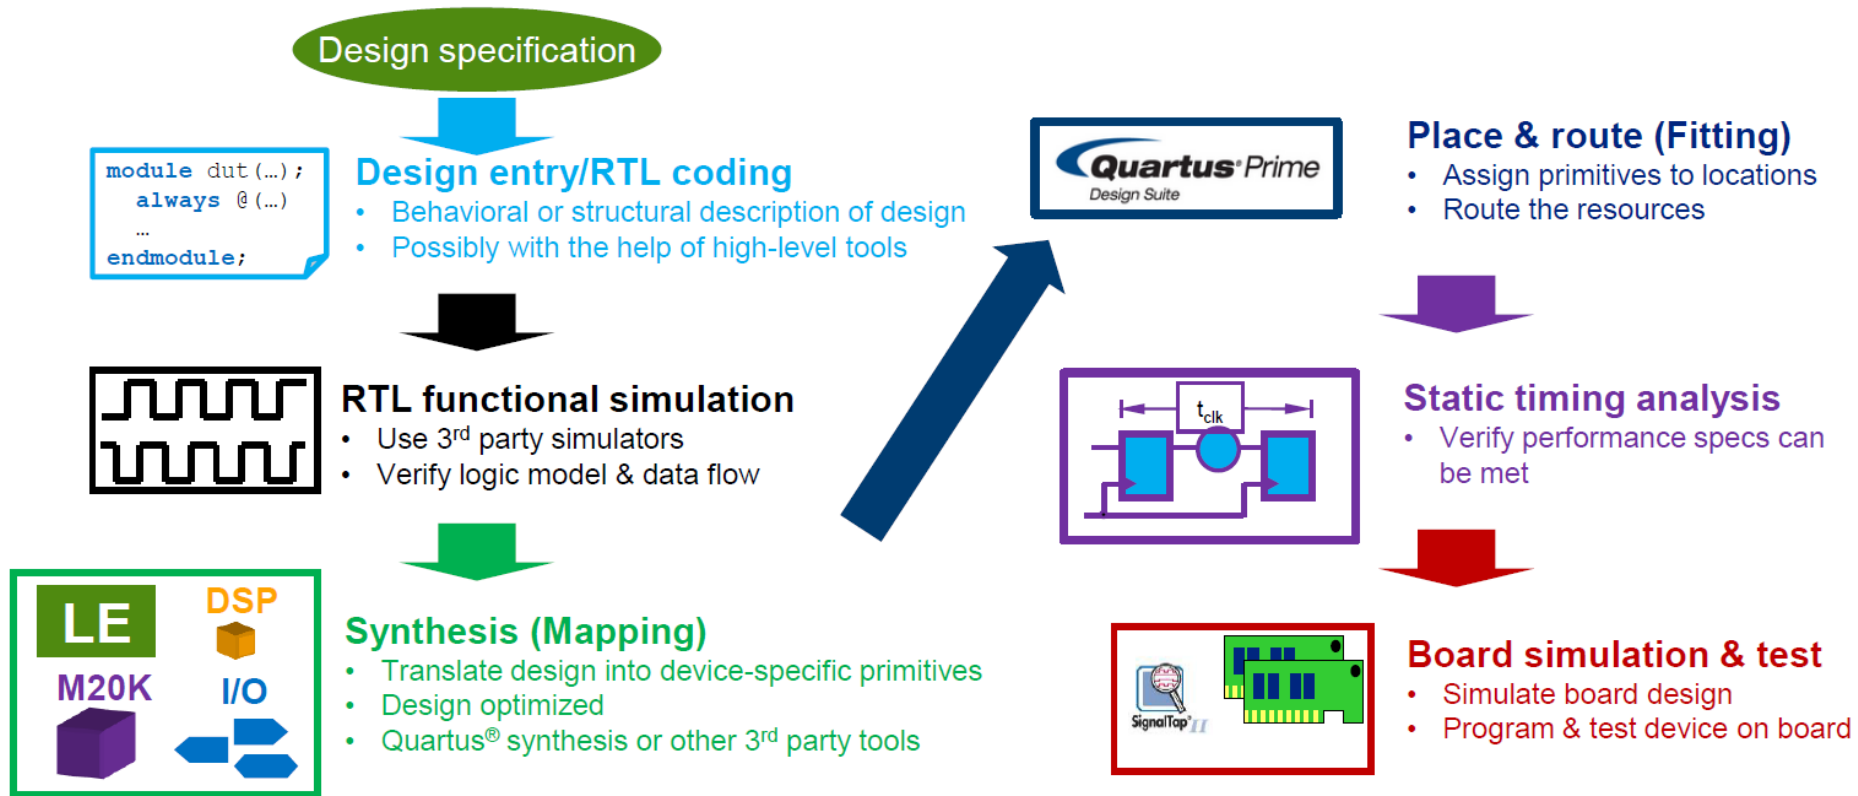 Design specification
module dut(…);
always @(…)
…
endmodule;
Design entry/RTL coding
• Behavioral or structural description of design
• Possibly with the help of high-level tools
RTL functional simulation
• Use 3rd party simulators
• Verify logic model & data flow
LE
DSP
M20K
I/O
Synthesis (Mapping)
• Translate design into device-specific primitives
• Design optimized
• Quartus® synthesis or other 3rd party tools
Quartus® Prime
Design Suite
Place & route (Fitting)
• Assign primitives to locations
• Route the resources
tclk
Static timing analysis
• Verify performance specs can
be met
SignalTap® II
Board simulation & test
• Simulate board design
• Program & test device on board